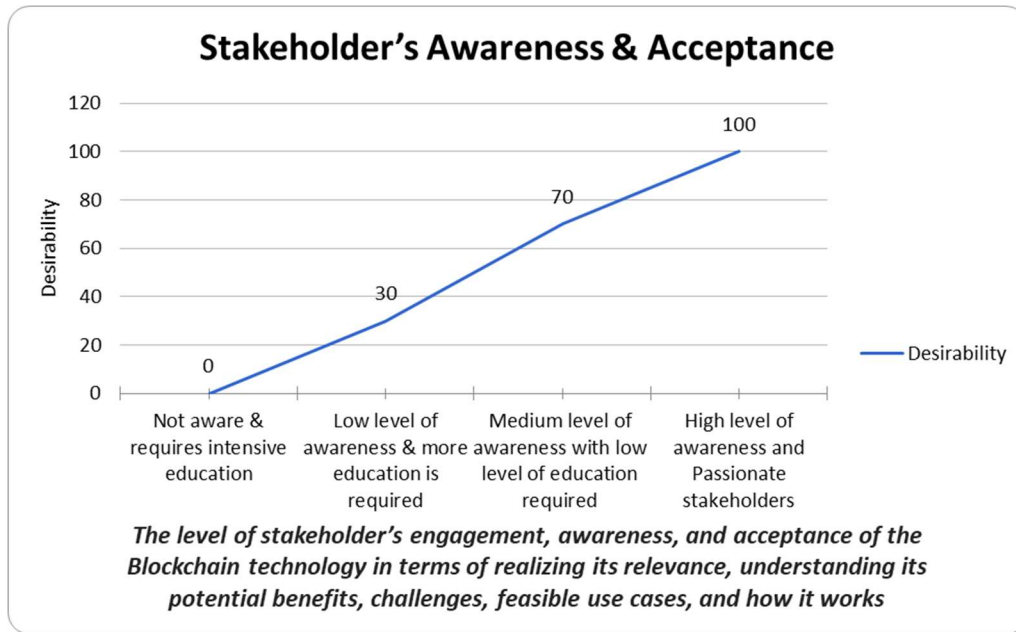 Stakeholder's Awareness & Acceptance
120
100
80
60
40
20
0
Desirability
0
30
70
100
Desirability
Not aware &
requires intensive
education
Low level of
awareness & more
education is
required
Medium level of
awareness with low
level of education
required
High level of
awareness and
Passionate
stakeholders
The level of stakeholder's engagement, awareness, and acceptance of the
Blockchain technology in terms of realizing its relevance, understanding its
potential benefits, challenges, feasible use cases, and how it works